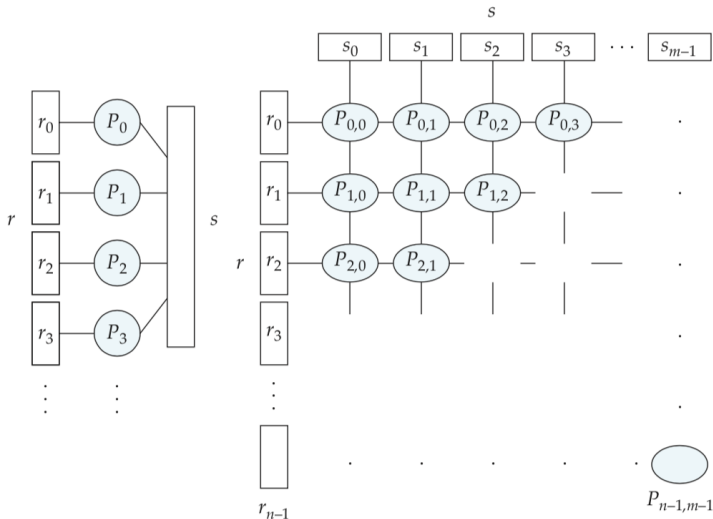 s
s0 s1 s2 s3 ... sm–1
r0 P0 r0 P0,0 P0,1 P0,2 P0,3
r1 P1 r1 P1,0 P1,1 P1,2
r s
r2 P2 r r2 P2,0 P2,1
r3 P3 r3
rn–1
Pn–1,m–1